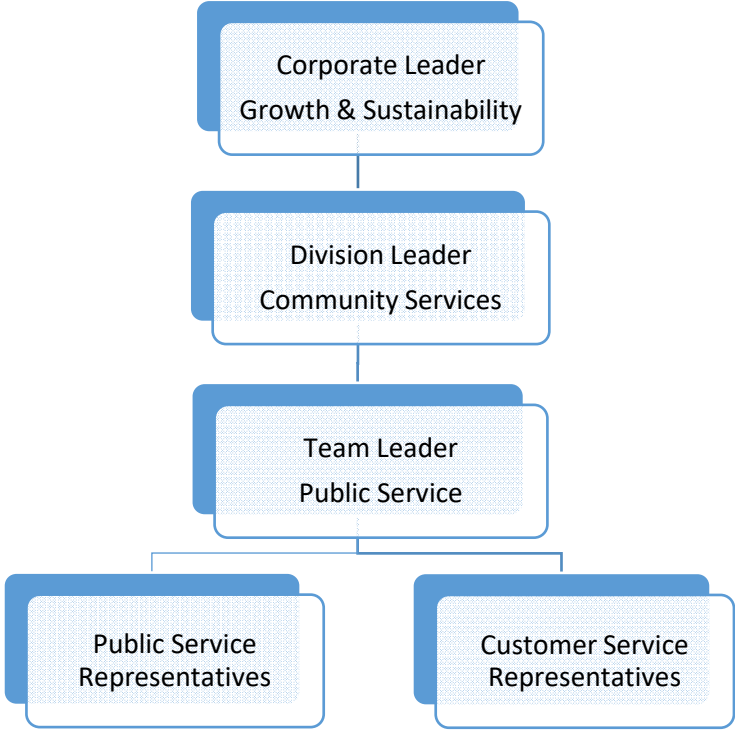 Corporate Leader
Growth & Sustainability
Division Leader
Community Services
Team Leader
Public Service
Public Service
Representatives
Customer Service
Representatives